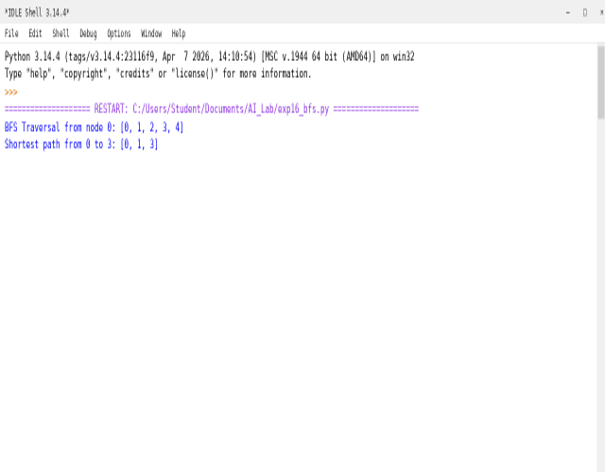 *IDLE Shell 3.14.4*
File Edit Shell Debug Options Window Help
Python 3.14.4 (tags/v3.14.4:23116f9, Apr  7 2026, 14:10:54) [MSC v.1944 64 bit (AMD64)] on win32
Type "help", "copyright", "credits" or "license()" for more information.
>>>
=================== RESTART: C:/Users/Student/Documents/AI_Lab/exp16_bfs.py ===================
BFS Traversal from node 0: [0, 1, 2, 3, 4]
Shortest path from 0 to 3: [0, 1, 3]